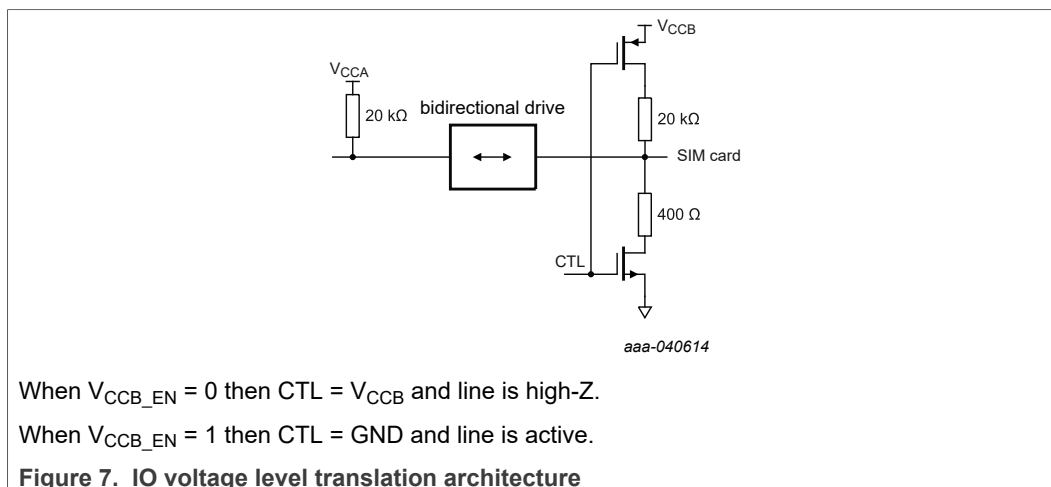 VCCB
VCCA
20 kΩ
bidirectional drive
20 kΩ
SIM card
400 Ω
CTL
aaa-040614
When VCCB_EN = 0 then CTL = VCCB and line is high-Z.
When VCCB_EN = 1 then CTL = GND and line is active.
Figure 7. IO voltage level translation architecture